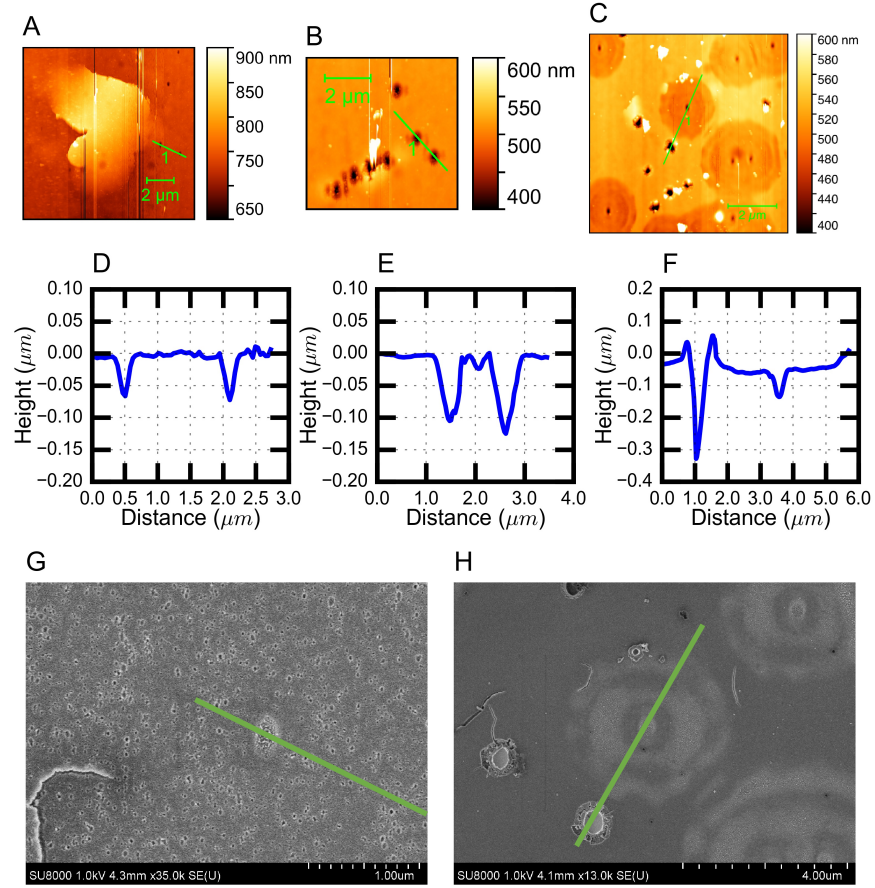 A
B
C
900 nm
850
800
750
650
1
2 μm
600 nm
550
500
400
2 μm
1
600 nm
580
560
540
520
500
480
460
440
420
400
1
2 μm
D
E
F
0.10
0.05
0.00
−0.05
−0.10
−0.15
−0.20
Height (μm)
0.0 0.5 1.0 1.5 2.0 2.5 3.0
Distance (μm)
0.10
0.05
0.00
−0.05
−0.10
−0.15
−0.20
Height (μm)
0.0 1.0 2.0 3.0 4.0
Distance (μm)
0.2
0.1
0.0
−0.1
−0.2
−0.3
−0.4
Height (μm)
0.0 1.0 2.0 3.0 4.0 5.0 6.0
Distance (μm)
G
H
SU8000 1.0kV 4.3mm x35.0k SE(U) 1.00um
SU8000 1.0kV 4.1mm x13.0k SE(U) 4.00um